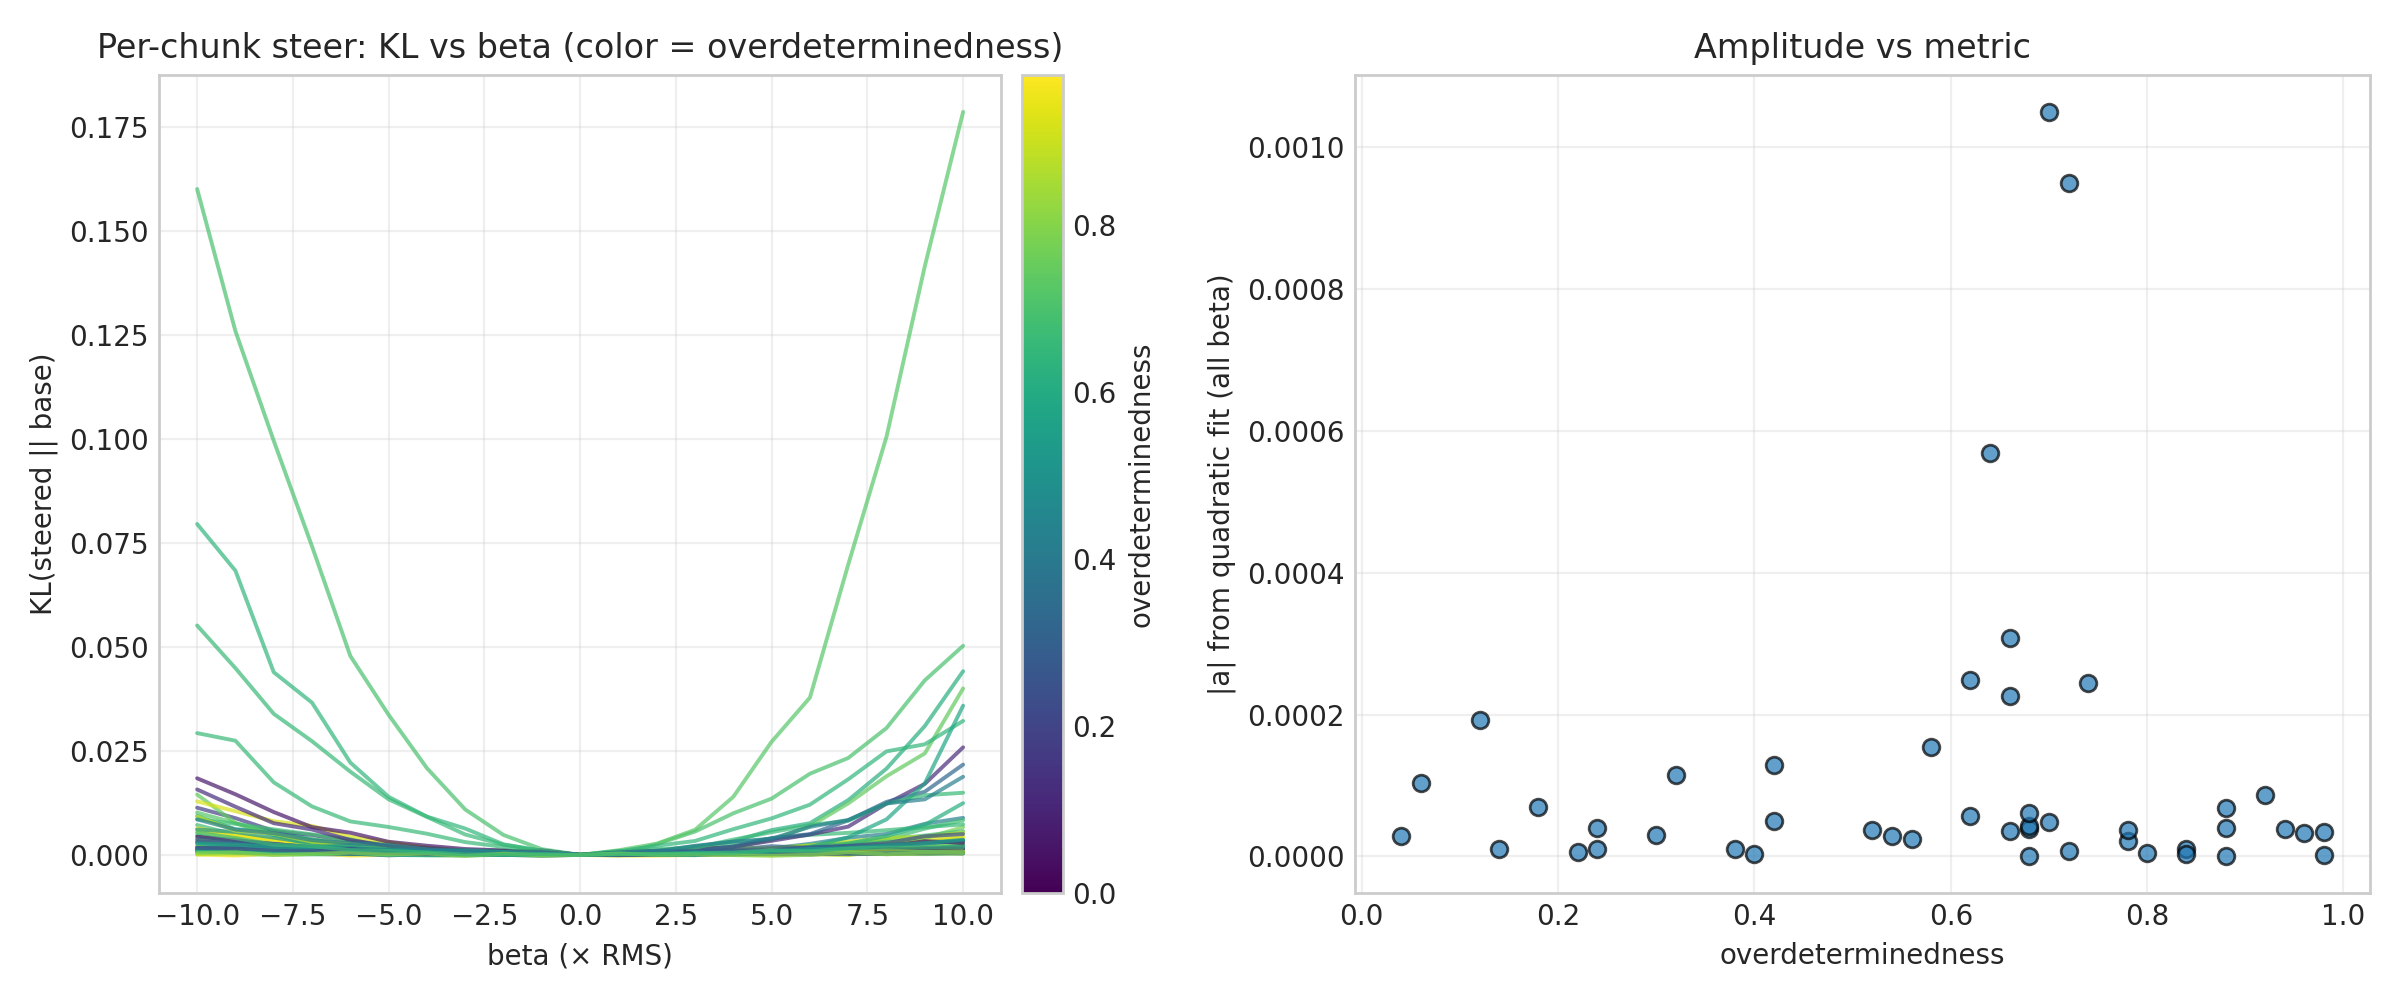 Per-chunk steer: KL vs beta (color = overdeterminedness)
KL(steered || base)
0.175
0.150
0.125
0.100
0.075
0.050
0.025
0.000
−10.0 −7.5 −5.0 −2.5 0.0 2.5 5.0 7.5 10.0
beta (× RMS)
0.8
0.6
0.4
0.2
0.0
overdeterminedness
Amplitude vs metric
|a| from quadratic fit (all beta)
0.0010
0.0008
0.0006
0.0004
0.0002
0.0000
0.0 0.2 0.4 0.6 0.8 1.0
overdeterminedness